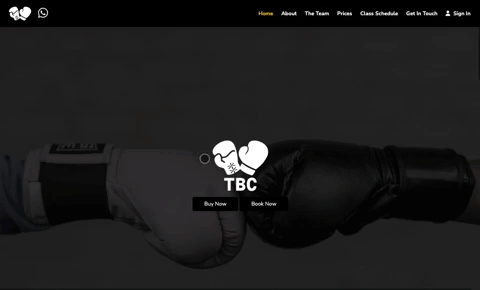 Home About The Team Prices Class Schedule Get In Touch Sign In
TBC
Buy Now Book Now